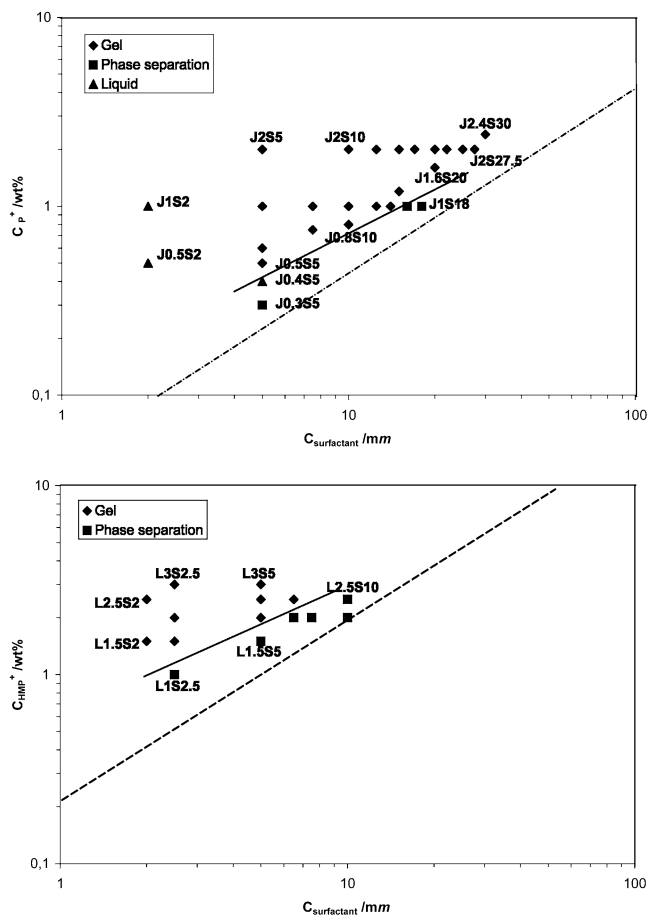 10
Gel
Phase separation
Liquid
J2S5
J2S10
J2.4S30
J2S27.5
J1.6S20
J1S2
J1S18
J0.8S10
J0.5S2
J0.5S5
J0.4S5
J0.3S5
1
0,1
C P + /wt%
1
10
100
C surfactant /mm
10
Gel
Phase separation
L3S2.5
L3S5
L2.5S10
L2.5S2
L1.5S2
L1.5S5
L1S2.5
1
0,1
C HMP + /wt%
1
10
100
C surfactant /mm